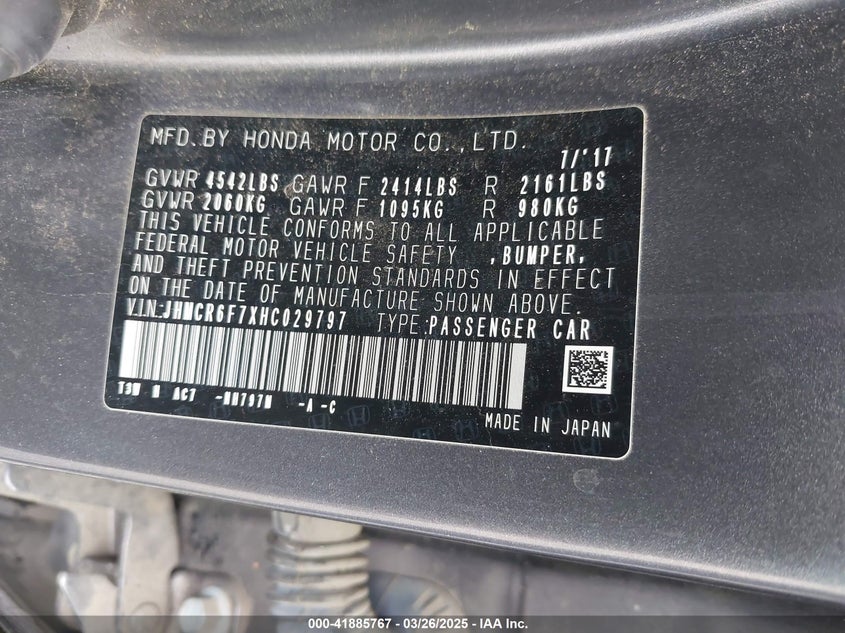 MFD. BY HONDA MOTOR CO.,LTD. 7/'17
GVWR 4542LBS GAWR F 2414LBS R 2161LBS
GVWR 2060KG GAWR F 1095KG R 980KG
THIS VEHICLE CONFORMS TO ALL APPLICABLE
FEDERAL MOTOR VEHICLE SAFETY ,BUMPER,
AND THEFT PREVENTION STANDARDS IN EFFECT
ON THE DATE OF MANUFACTURE SHOWN ABOVE.
VIN:JHMCR6F7XHC029797 TYPE:PASSENGER CAR
AC7 -NH797M -A -C
MADE IN JAPAN
000-41885767 — 03/26/2025 — IAA Inc.